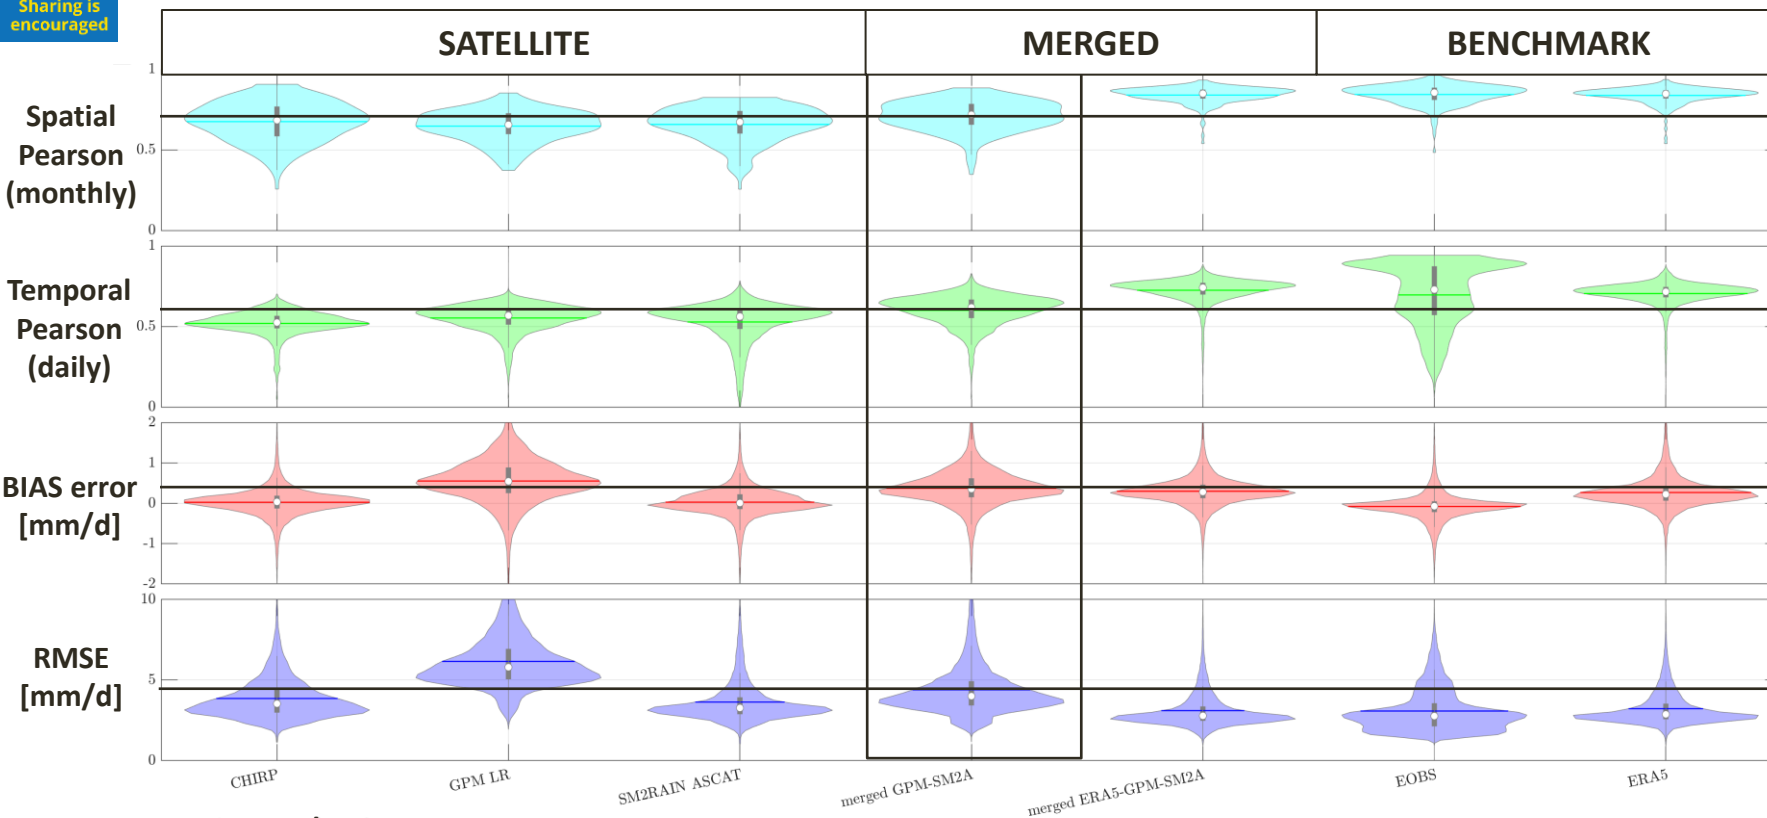 Sharing is
encouraged
SATELLITE
MERGED
BENCHMARK
Spatial
Pearson
(monthly)
1
0.5
0
Temporal
Pearson
(daily)
1
0.5
0
BIAS error
[mm/d]
2
1
0
-1
-2
RMSE
[mm/d]
10
5
0
CHIRP
GPM LR
SM2RAIN ASCAT
merged GPM-SM2A
merged ERA5-GPM-SM2A
EOBS
ERA5